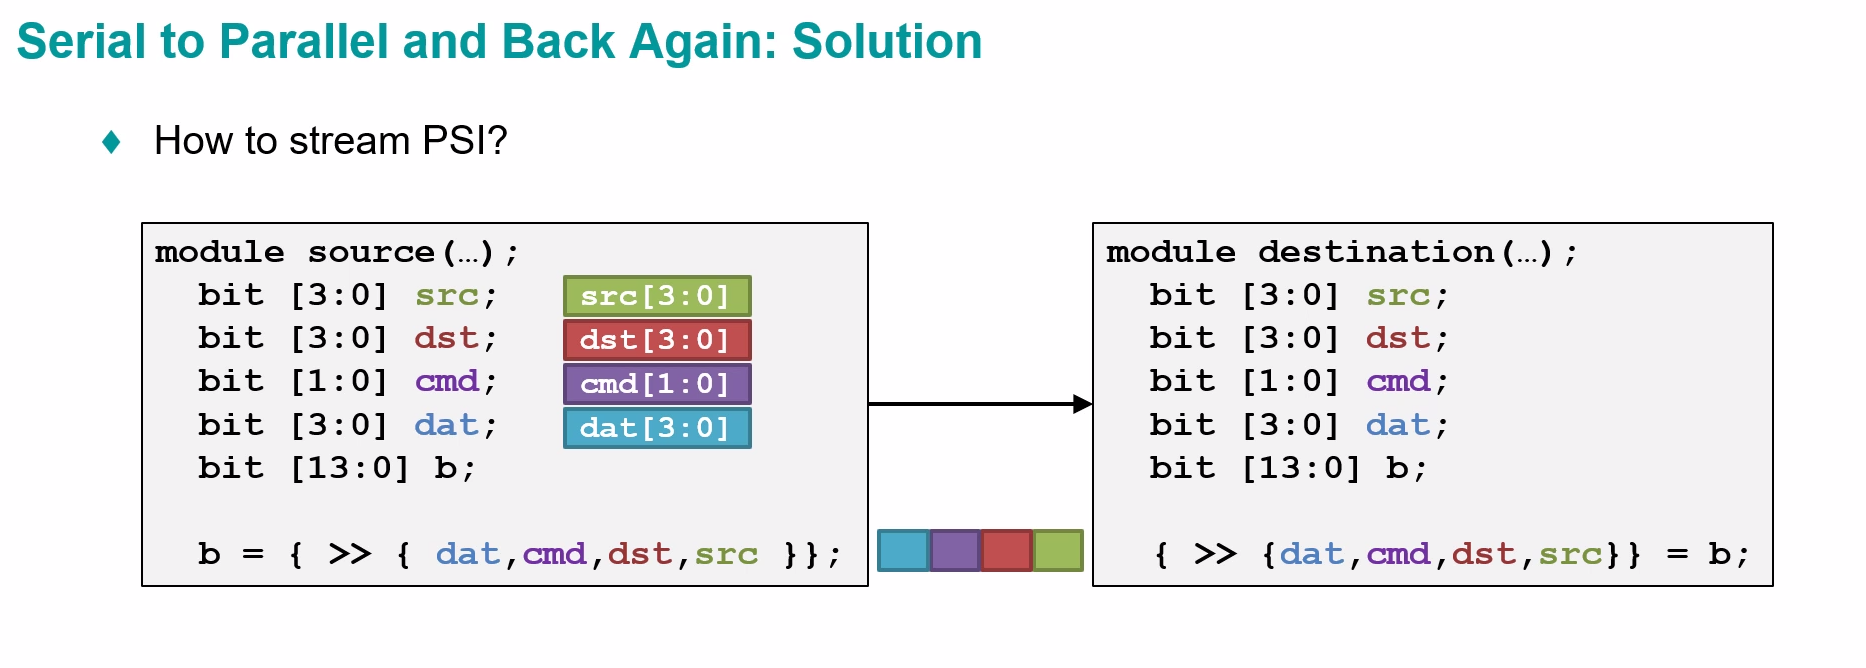 Serial to Parallel and Back Again: Solution
How to stream PSI?
module source(…);
bit [3:0] src;
bit [3:0] dst;
bit [1:0] cmd;
bit [3:0] dat;
bit [13:0] b;
b = { >> { dat,cmd,dst,src }};
src[3:0]
dst[3:0]
cmd[1:0]
dat[3:0]
module destination(…);
bit [3:0] src;
bit [3:0] dst;
bit [1:0] cmd;
bit [3:0] dat;
bit [13:0] b;
{ >> {dat,cmd,dst,src}} = b;